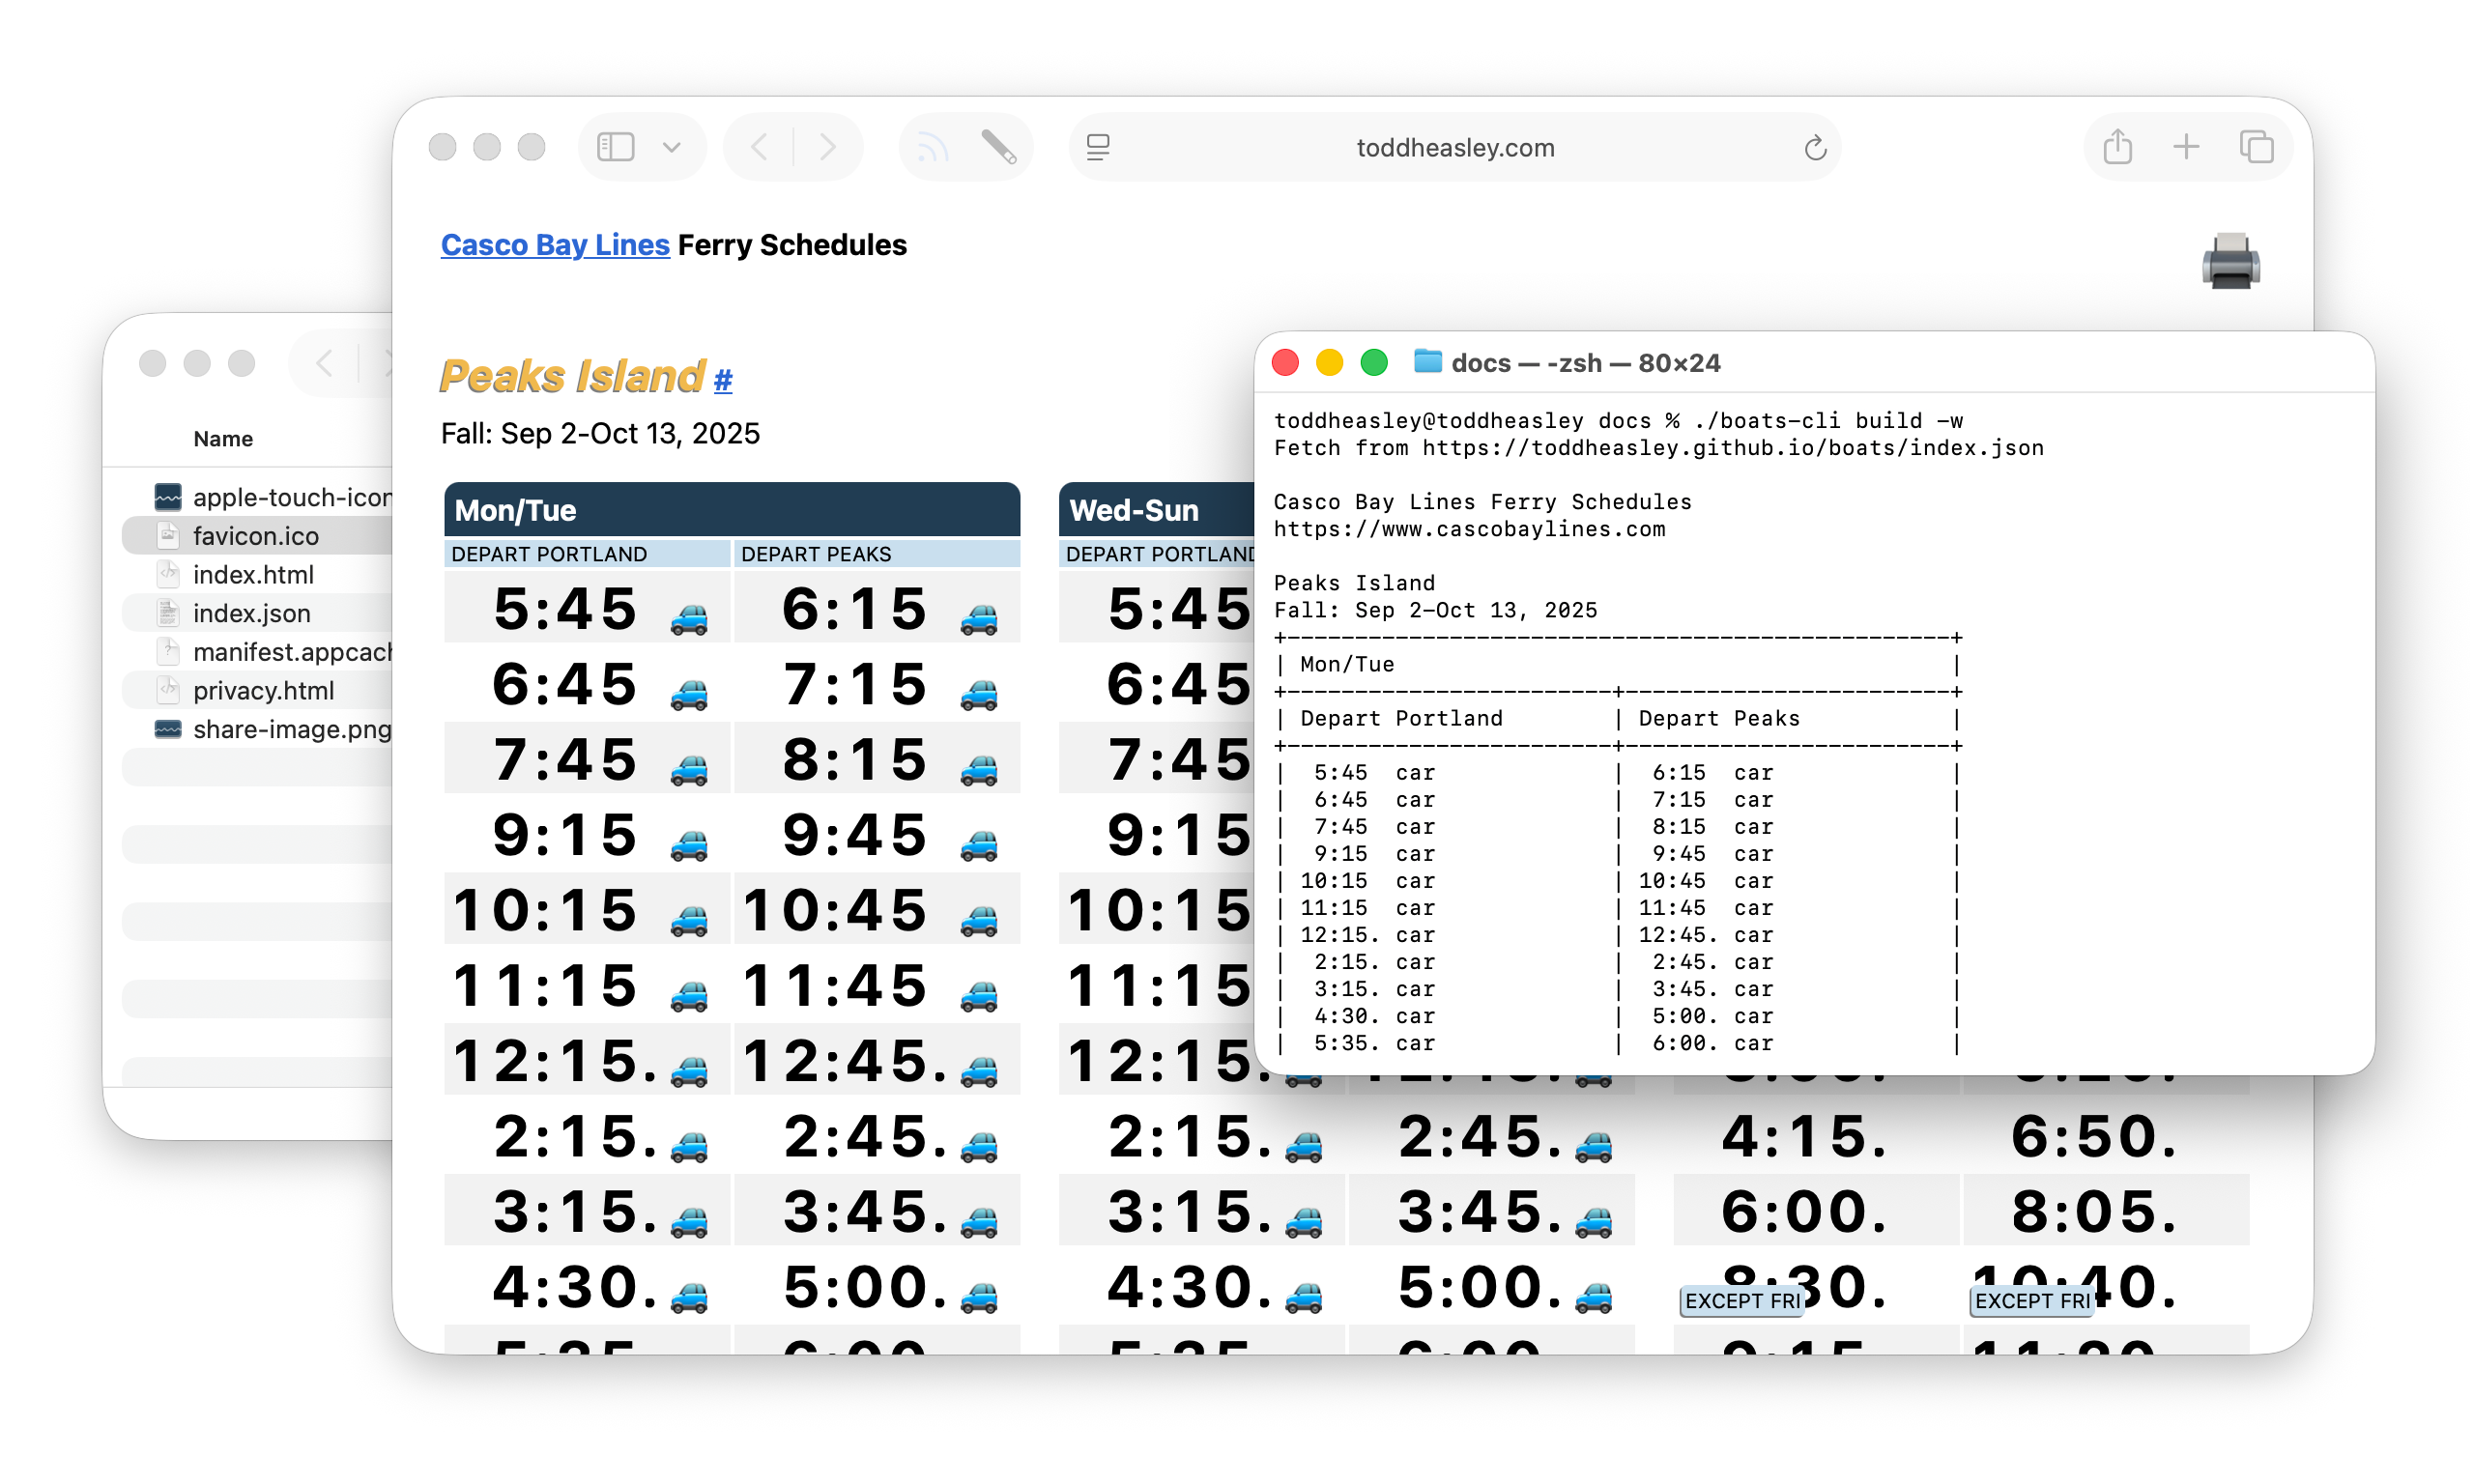 toddheasley.com
Casco Bay Lines Ferry Schedules
Peaks Island #
Fall: Sep 2-Oct 13, 2025
Mon/Tue
DEPART PORTLAND DEPART PEAKS
5:45 6:15
6:45 7:15
7:45 8:15
9:15 9:45
10:15 10:45
11:15 11:45
12:15. 12:45.
2:15. 2:45.
3:15. 3:45.
4:30. 5:00.
Wed-Sun
DEPART PORTLAND
5:45
6:45
7:45
9:15
10:15
11:15
12:15.
2:15. 2:45.
3:15. 3:45.
4:30. 5:00.
4:15. 6:50.
6:00. 8:05.
8:30. 10:40.
EXCEPT FRI EXCEPT FRI
Name
apple-touch-icon
favicon.ico
index.html
index.json
manifest.appcach
privacy.html
share-image.png
docs — -zsh — 80×24
toddheasley@toddheasley docs % ./boats-cli build -w
Fetch from https://toddheasley.github.io/boats/index.json
Casco Bay Lines Ferry Schedules
https://www.cascobaylines.com
Peaks Island
Fall: Sep 2-Oct 13, 2025
+-------------------------------------------------+
| Mon/Tue                                         |
+------------------------+------------------------+
| Depart Portland        | Depart Peaks           |
+------------------------+------------------------+
|  5:45  car             |  6:15  car             |
|  6:45  car             |  7:15  car             |
|  7:45  car             |  8:15  car             |
|  9:15  car             |  9:45  car             |
| 10:15  car             | 10:45  car             |
| 11:15  car             | 11:45  car             |
| 12:15. car             | 12:45. car             |
|  2:15. car             |  2:45. car             |
|  3:15. car             |  3:45. car             |
|  4:30. car             |  5:00. car             |
|  5:35. car             |  6:00. car             |